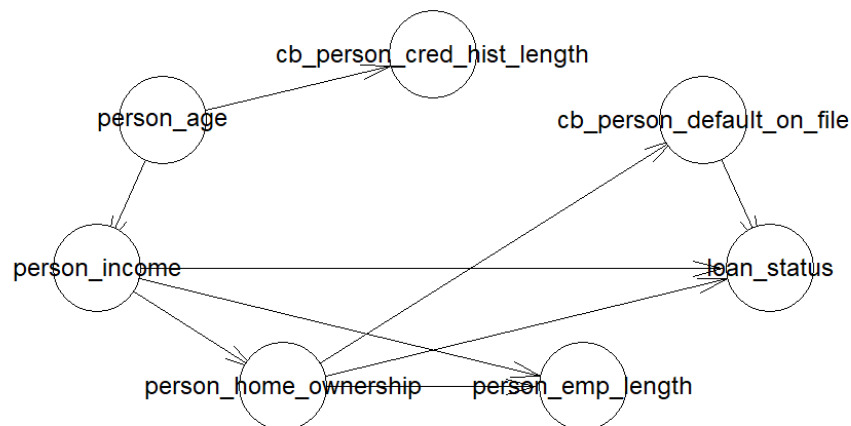 cb_person_cred_hist_length
person_age
cb_person_default_on_file
person_income
loan_status
person_home_ownership
person_emp_length